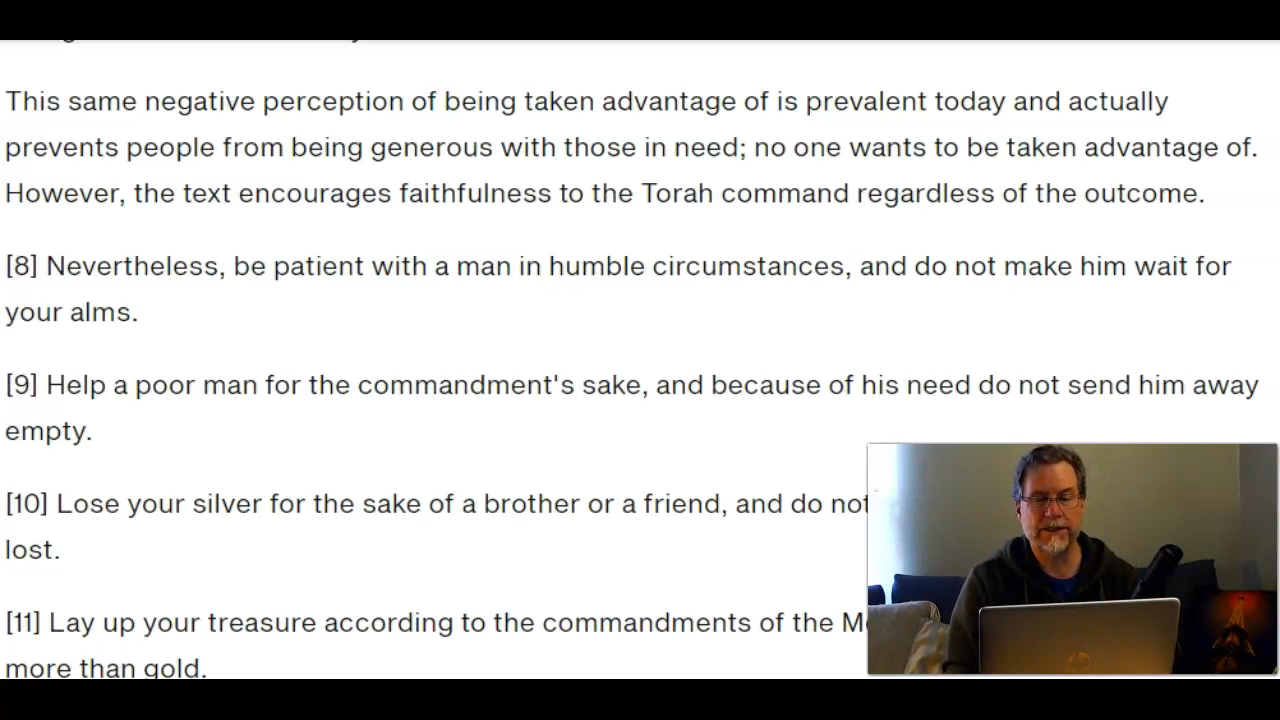 This same negative perception of being taken advantage of is prevalent today and actually
prevents people from being generous with those in need; no one wants to be taken advantage of.
However, the text encourages faithfulness to the Torah command regardless of the outcome.
[8] Nevertheless, be patient with a man in humble circumstances, and do not make him wait for
your alms.
[9] Help a poor man for the commandment's sake, and because of his need do not send him away
empty.
[10] Lose your silver for the sake of a brother or a friend, and do not
lost.
[11] Lay up your treasure according to the commandments of the
more than gold.